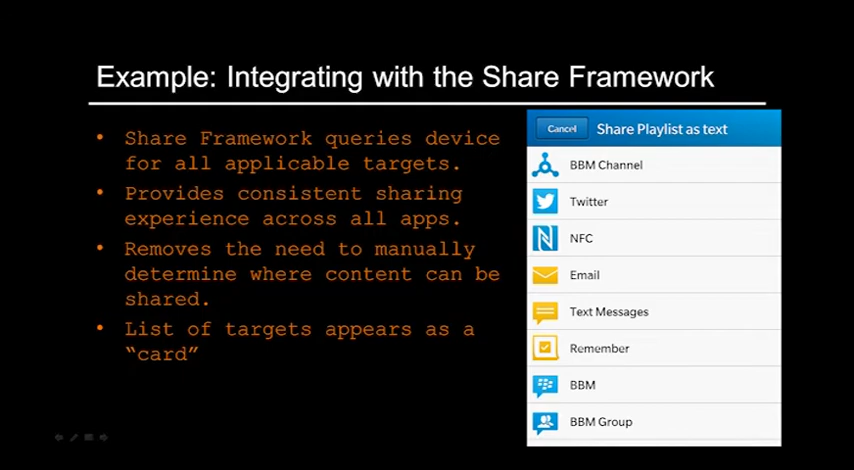 Example: Integrating with the Share Framework
• Share Framework queries device
for all applicable targets.
• Provides consistent sharing
experience across all apps.
• Removes the need to manually
determine where content can be
shared.
• List of targets appears as a
“card”
Cancel
Share Playlist as text
BBM Channel
Twitter
NFC
Email
Text Messages
Remember
BBM
BBM Group